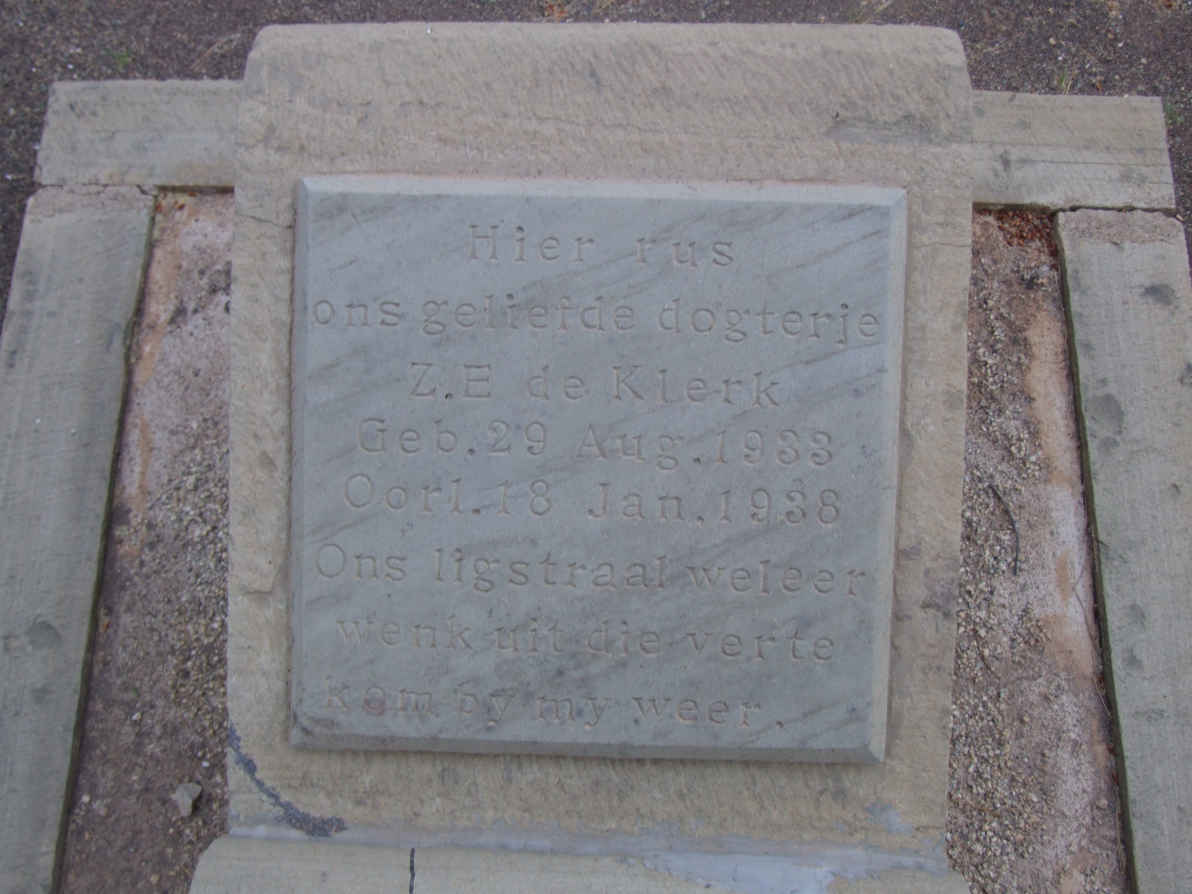 Hier rus
ons geliefde dogterjie
Z.E de Klerk
Geb. 29 Aug. 1933
Oorl. 18 Jan. 1938
Ons ligstraal weleer
wenk uit die verte
kom by my weer.